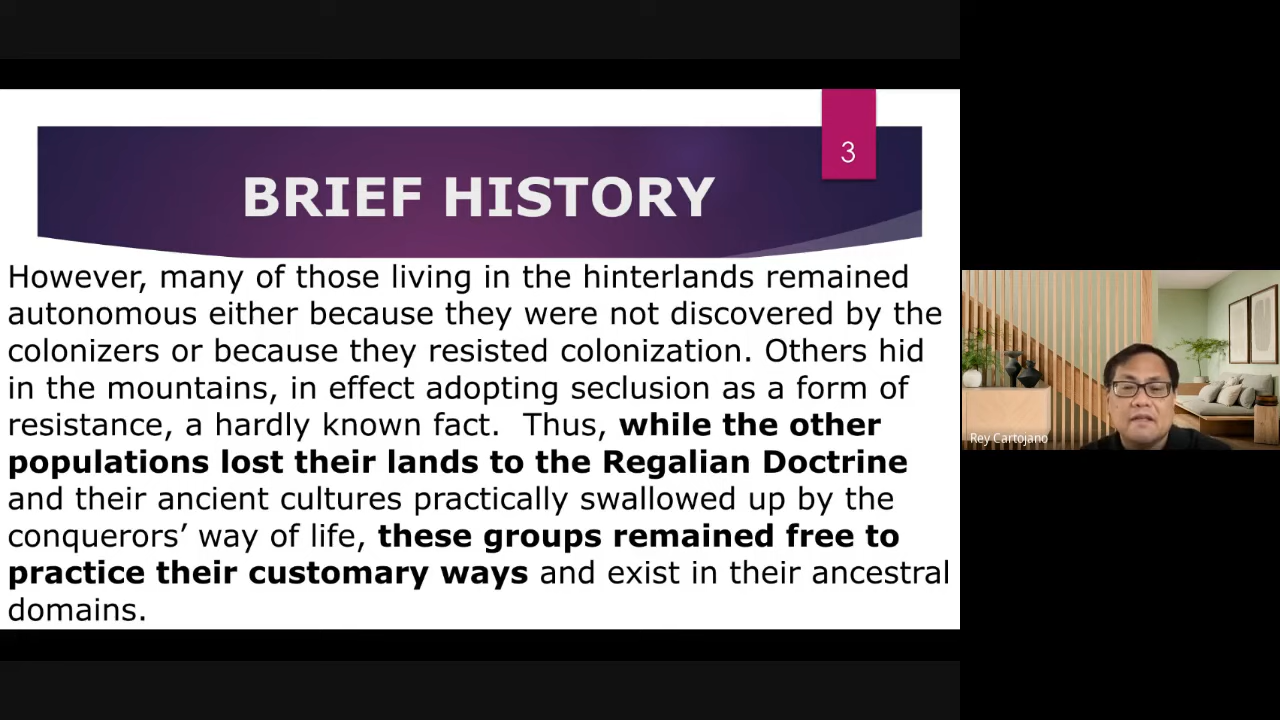 3
BRIEF HISTORY
However, many of those living in the hinterlands remained
autonomous either because they were not discovered by the
colonizers or because they resisted colonization. Others hid
in the mountains, in effect adopting seclusion as a form of
resistance, a hardly known fact.  Thus, while the other
populations lost their lands to the Regalian Doctrine
and their ancient cultures practically swallowed up by the
conquerors’ way of life, these groups remained free to
practice their customary ways and exist in their ancestral
domains.
Rey Cartojano